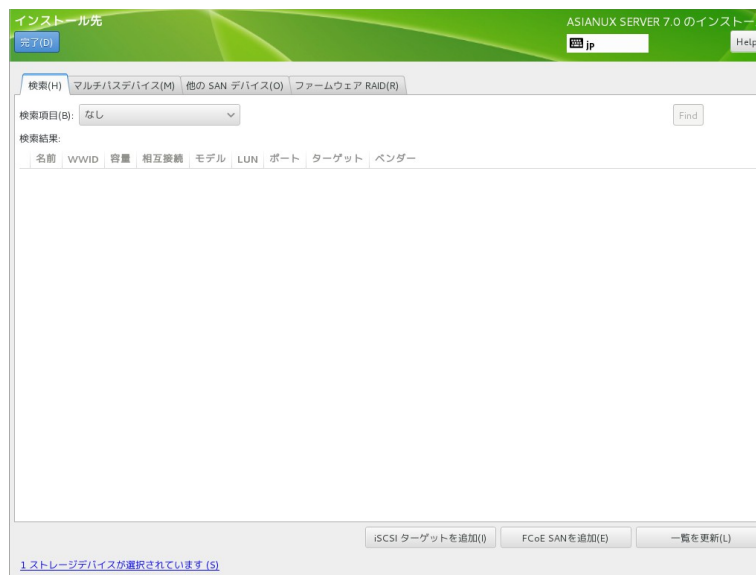 インストール先
ASIANUX SERVER 7.0 のインストー
完了(D)
jp
Help
検索(H) マルチパスデバイス(M) 他の SAN デバイス(O) ファームウェア RAID(R)
検索項目(B): なし
Find
検索結果:
名前 WWID 容量 相互接続 モデル LUN ポート ターゲット ベンダー
iSCSI ターゲットを追加(I) FCoE SANを追加(E) 一覧を更新(L)
1 ストレージデバイスが選択されています (S)